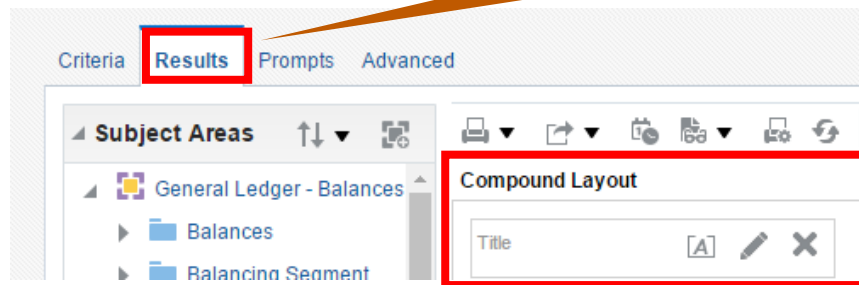 Criteria Results Prompts Advanced
Subject Areas
General Ledger - Balances
Balances
Balancing Segment
Compound Layout
Title
[A]